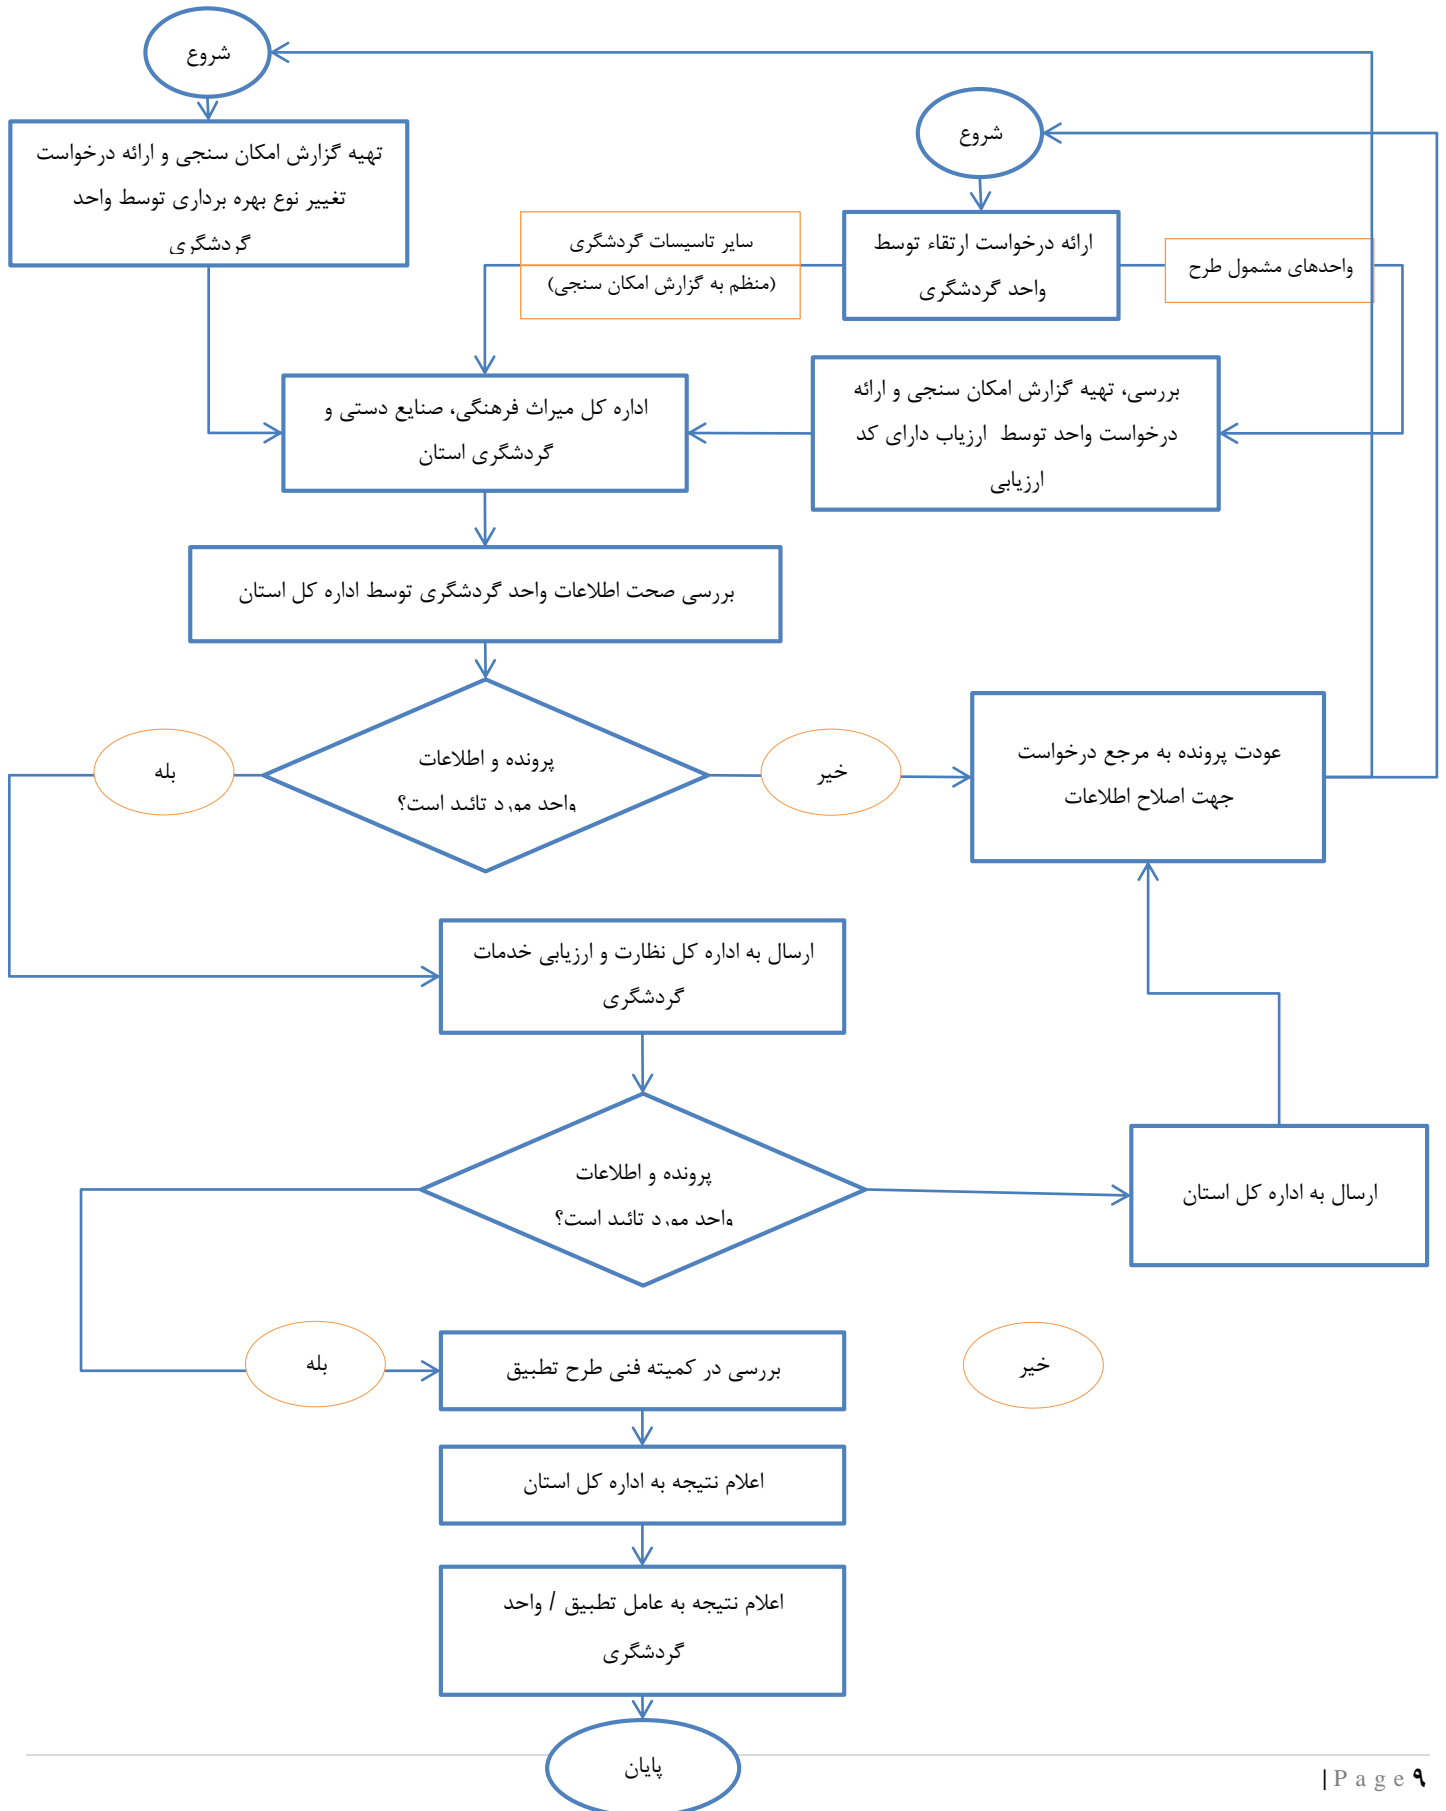 شروع
شروع
تهیه گزارش امکان سنجی و ارائه درخواست
تغییر نوع بهره برداری توسط واحد
گردشگری
سایر تاسیسات گردشگری
(منظم به گزارش امکان سنجی)
ارائه درخواست ارتقاء توسط
واحد گردشگری
واحدهای مشمول طرح
بررسی، تهیه گزارش امکان سنجی و ارائه
درخواست واحد توسط ارزیاب دارای کد
ارزیابی
اداره کل میراث فرهنگی، صنایع دستی و
گردشگری استان
بررسی صحت اطلاعات واحد گردشگری توسط اداره کل استان
پرونده و اطلاعات
واحد مورد تائید است؟
بله
خیر
عودت پرونده به مرجع درخواست
جهت اصلاح اطلاعات
ارسال به اداره کل نظارت و ارزیابی خدمات
گردشگری
پرونده و اطلاعات
واحد مورد تائید است؟
ارسال به اداره کل استان
بله
بررسی در کمیته فنی طرح تطبیق
خیر
اعلام نتیجه به اداره کل استان
اعلام نتیجه به عامل تطبیق / واحد
گردشگری
پایان
| P a g e ۹